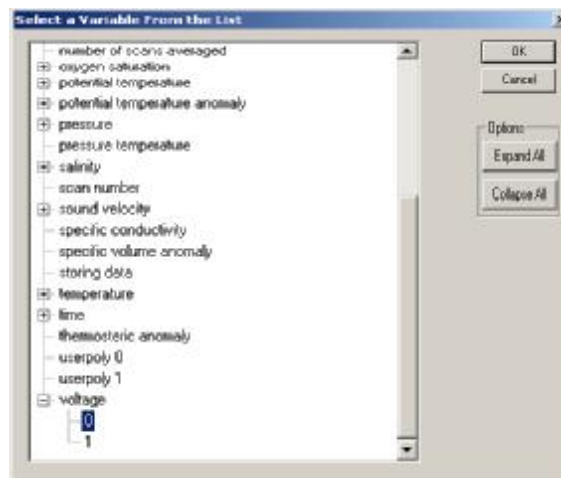 Select a Variable From the List
number of scans averaged
oxygen saturation
potential temperature
potential temperature anomaly
pressure
pressure temperature
salinity
scan number
sound velocity
specific conductivity
specific volume anomaly
storing data
temperature
time
thermosteric anomaly
userpoly 0
userpoly 1
voltage
0
1
OK
Cancel
Options
Expand All
Collapse All